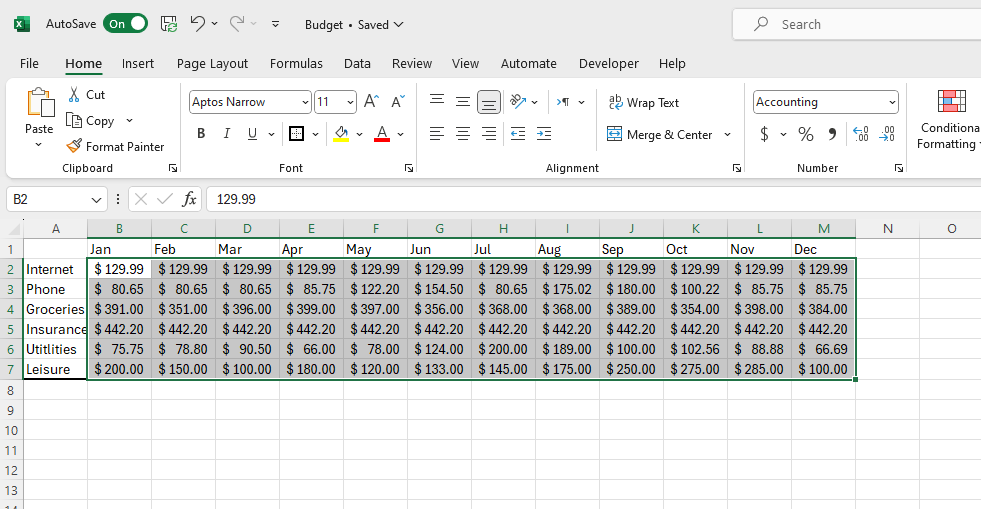 AutoSave On Budget • Saved Search
File Home Insert Page Layout Formulas Data Review View Automate Developer Help
Cut Aptos Narrow 11 A A Wrap Text Accounting
Paste Copy B I U A Merge & Center $ % Conditiona
Format Painter Formatting
Clipboard Font Alignment Number
B2 fx 129.99
A B C D E F G H I J K L M N O
1 Jan Feb Mar Apr May Jun Jul Aug Sep Oct Nov Dec
2 Internet $ 129.99 $ 129.99 $ 129.99 $ 129.99 $ 129.99 $ 129.99 $ 129.99 $ 129.99 $ 129.99 $ 129.99 $ 129.99 $ 129.99
3 Phone $ 80.65 $ 80.65 $ 80.65 $ 85.75 $ 122.20 $ 154.50 $ 80.65 $ 175.02 $ 180.00 $ 100.22 $ 85.75 $ 85.75
4 Groceries $ 391.00 $ 351.00 $ 396.00 $ 399.00 $ 397.00 $ 356.00 $ 368.00 $ 368.00 $ 389.00 $ 354.00 $ 398.00 $ 384.00
5 Insurance $ 442.20 $ 442.20 $ 442.20 $ 442.20 $ 442.20 $ 442.20 $ 442.20 $ 442.20 $ 442.20 $ 442.20 $ 442.20 $ 442.20
6 Utitlities $ 75.75 $ 78.80 $ 90.50 $ 66.00 $ 78.00 $ 124.00 $ 200.00 $ 189.00 $ 100.00 $ 102.56 $ 88.88 $ 66.69
7 Leisure $ 200.00 $ 150.00 $ 100.00 $ 180.00 $ 120.00 $ 133.00 $ 145.00 $ 175.00 $ 250.00 $ 275.00 $ 285.00 $ 100.00
8
9
10
11
12
13